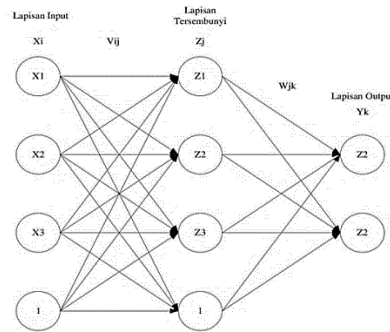 Lapisan Input
Lapisan
Tersembunyi
Xi
Vij
Zj
X1
Z1
Wjk
Lapisan Outpu
Yk
X2
Z2
Z2
X3
Z3
Z2
1
1